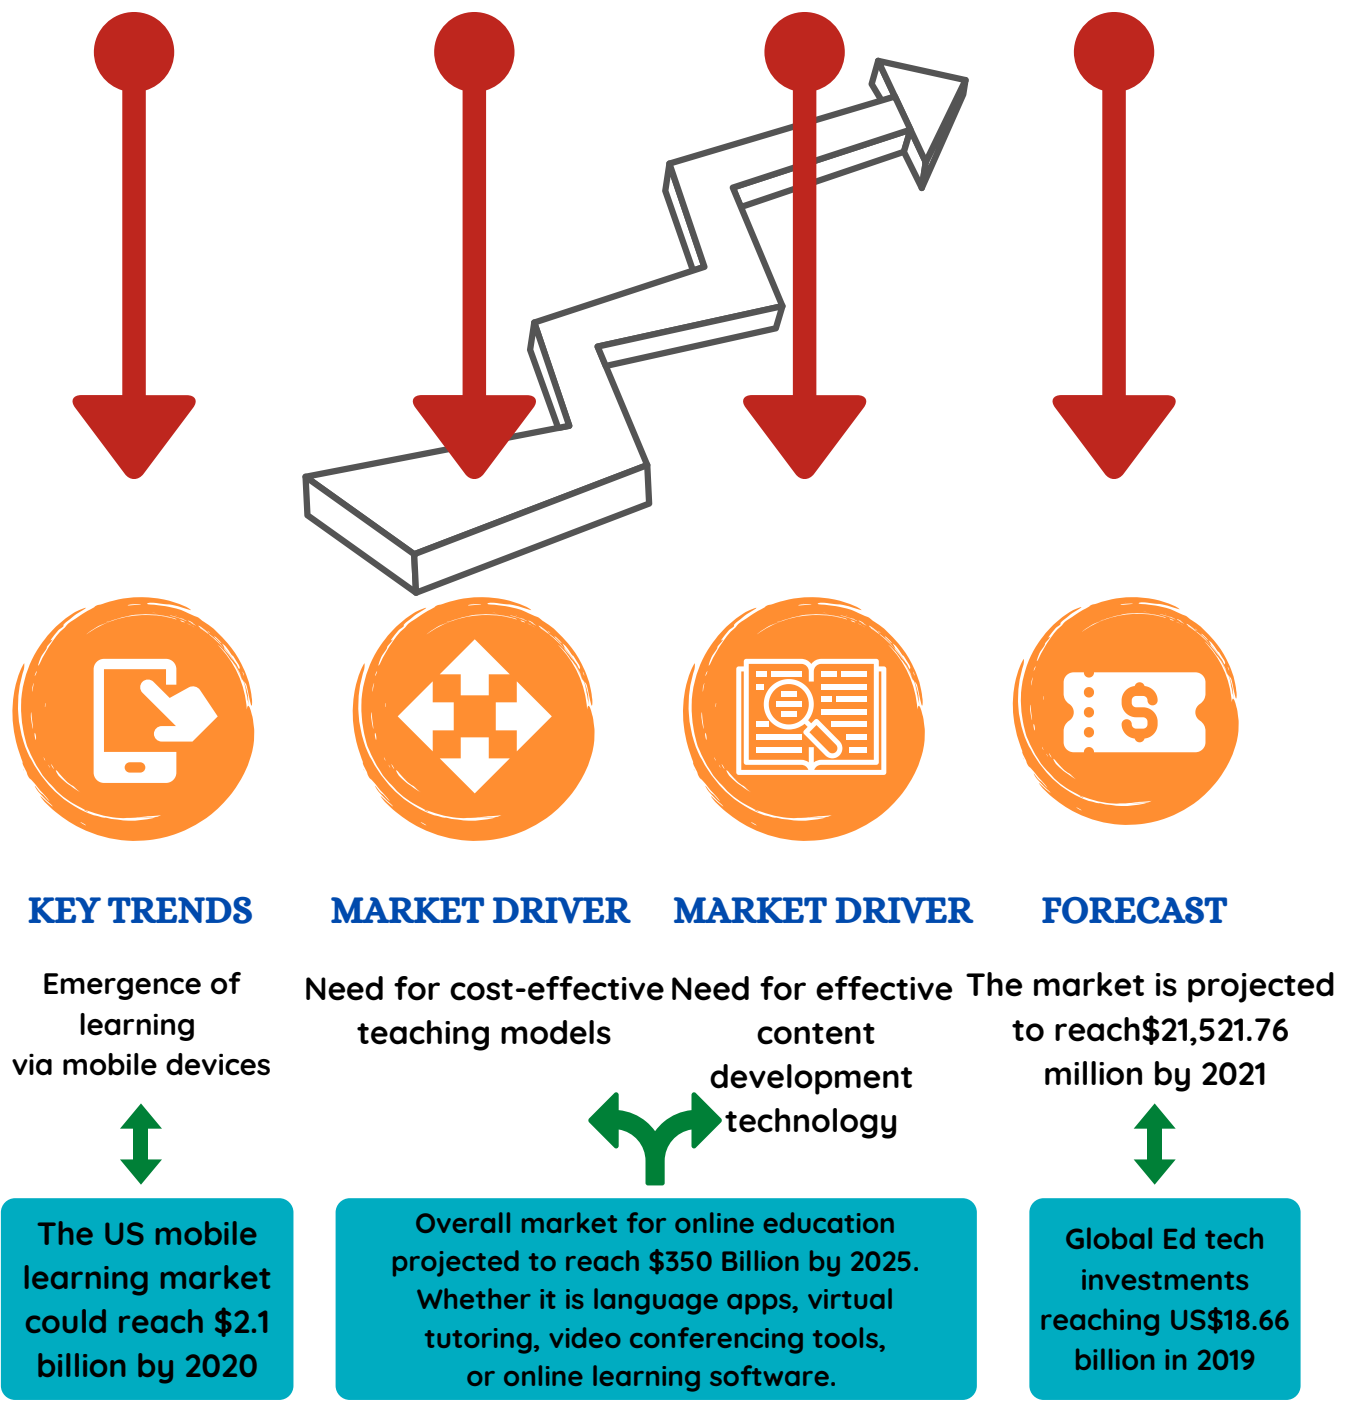 KEY TRENDS
Emergence of
learning
via mobile devices
The US mobile
learning market
could reach $2.1
billion by 2020
MARKET DRIVER
Need for cost-effective
teaching models
MARKET DRIVER
Need for effective
content
development
technology
Overall market for online education
projected to reach $350 Billion by 2025.
Whether it is language apps, virtual
tutoring, video conferencing tools,
or online learning software.
FORECAST
The market is projected
to reach$21,521.76
million by 2021
Global Ed tech
investments
reaching US$18.66
billion in 2019